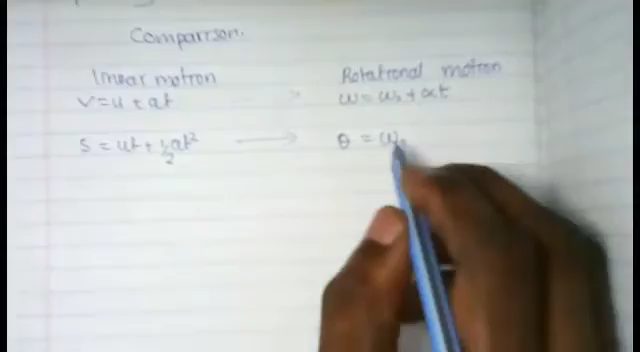 Comparison.
linear motion Rotational motion
V=u+at > ω=ω₀+αt
S = ut+½at² → θ = ω₀